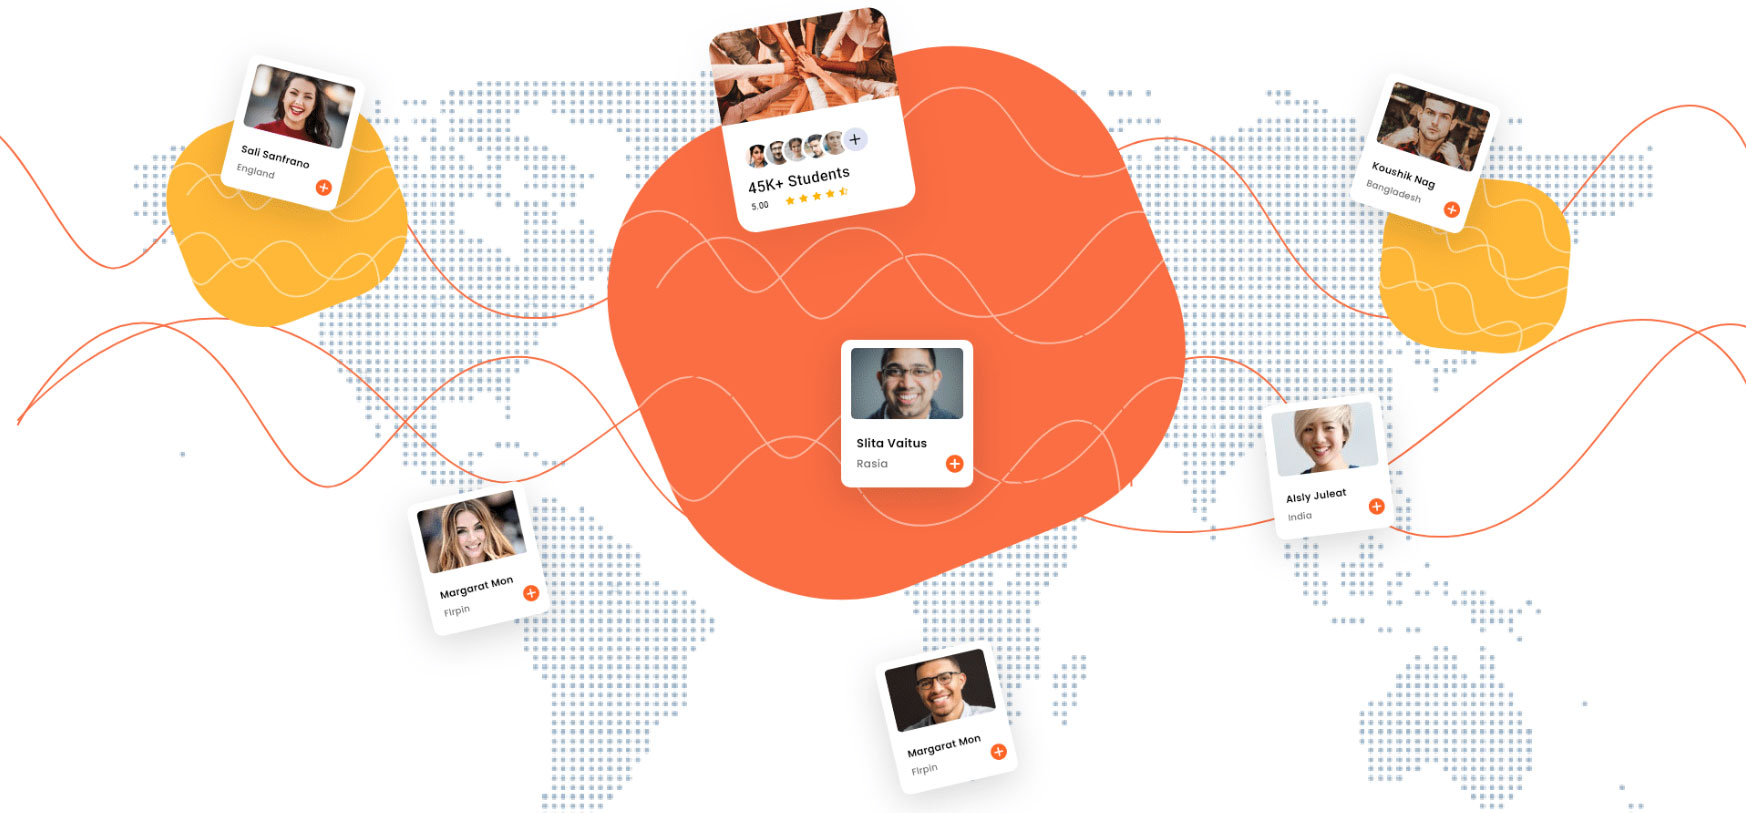 45K+ Students
5.00
Sali Sanfrano
England
Koushik Nag
Bangladesh
Slita Vaitus
Rasia
Alsly Juleat
India
Margarat Mon
Firpin
Margarat Mon
Firpin